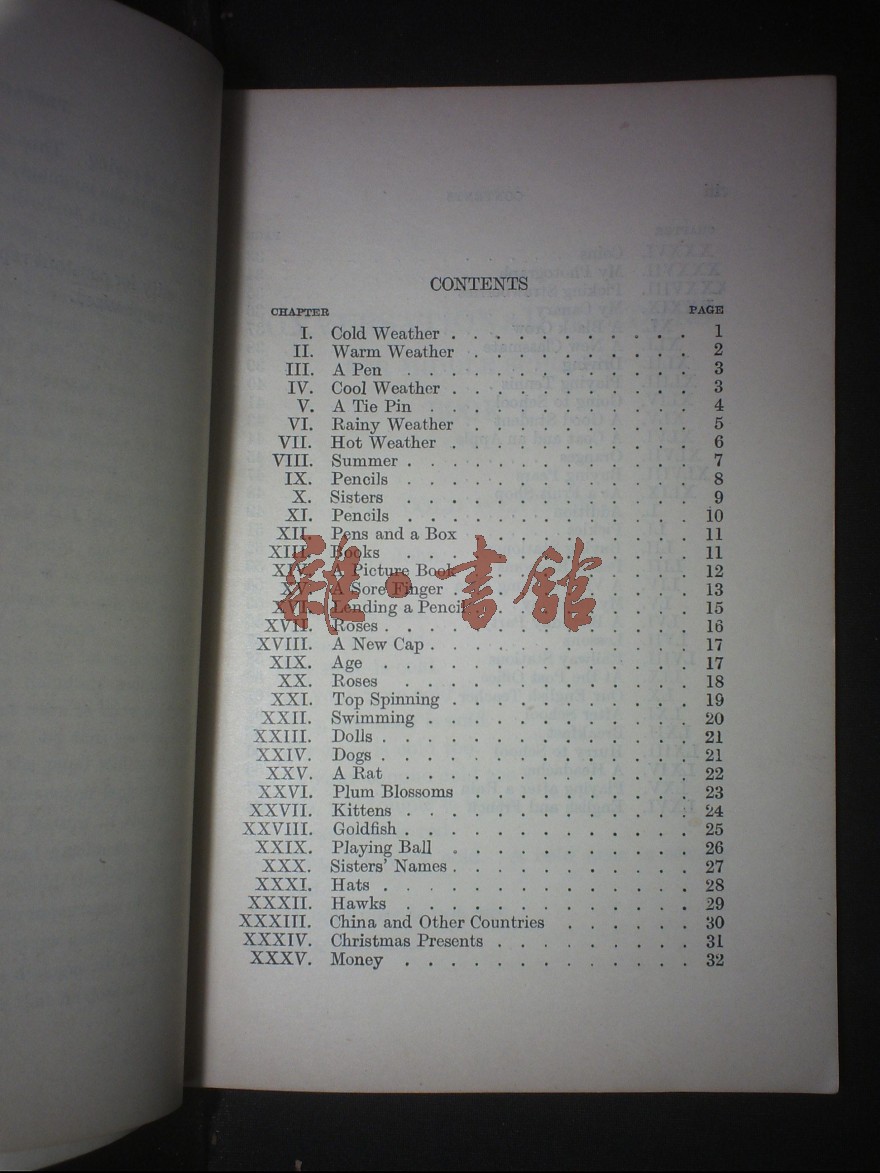 CONTENTS
CHAPTER PAGE
I. Cold Weather . . . . . . . . . . . 1
II. Warm Weather . . . . . . . . . . 2
III. A Pen . . . . . . . . . . . . . 3
IV. Cool Weather . . . . . . . . . . . 3
V. A Tie Pin . . . . . . . . . . . . 4
VI. Rainy Weather . . . . . . . . . . 5
VII. Hot Weather . . . . . . . . . . . 6
VIII. Summer . . . . . . . . . . . . . 7
IX. Pencils . . . . . . . . . . . . . 8
X. Sisters . . . . . . . . . . . . . 9
XI. Pencils . . . . . . . . . . . . . 10
XII. Pens and a Box . . . . . . . . . . 11
XIII. Books . . . . . . . . . . . . . 11
XIV. A Picture Book . . . . . . . . . . 12
XV. A Sore Finger . . . . . . . . . . . 13
XVI. Lending a Pencil . . . . . . . . . . 15
XVII. Roses . . . . . . . . . . . . . . 16
XVIII. A New Cap . . . . . . . . . . . . 17
XIX. Age . . . . . . . . . . . . . . 17
XX. Roses . . . . . . . . . . . . . 18
XXI. Top Spinning . . . . . . . . . . . 19
XXII. Swimming . . . . . . . . . . . . 20
XXIII. Dolls . . . . . . . . . . . . . . 21
XXIV. Dogs . . . . . . . . . . . . . . 21
XXV. A Rat . . . . . . . . . . . . . 22
XXVI. Plum Blossoms . . . . . . . . . . 23
XXVII. Kittens . . . . . . . . . . . . . 24
XXVIII. Goldfish . . . . . . . . . . . . . 25
XXIX. Playing Ball . . . . . . . . . . . 26
XXX. Sisters' Names . . . . . . . . . . . 27
XXXI. Hats . . . . . . . . . . . . . . 28
XXXII. Hawks . . . . . . . . . . . . . 29
XXXIII. China and Other Countries . . . . . . 30
XXXIV. Christmas Presents . . . . . . . . . 31
XXXV. Money . . . . . . . . . . . . . 32
雜·書館